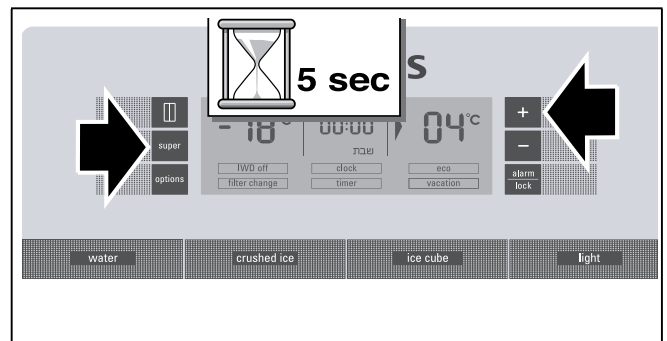 5 sec
s
super
options
- 18°
00:00
04°C
שבת
IWD off
clock
eco
filter change
timer
vacation
+
−
alarm
lock
water
crushed ice
ice cube
light